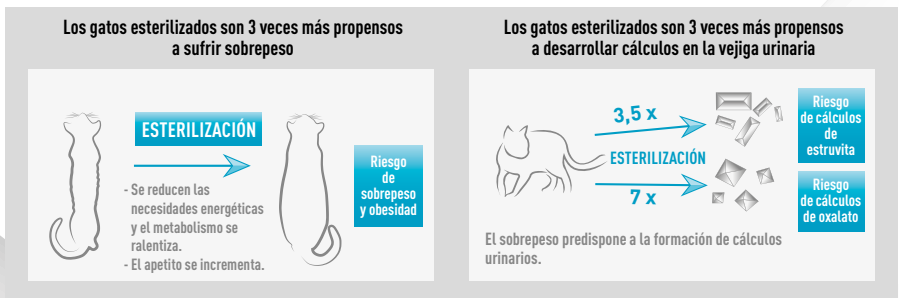 Los gatos esterilizados son 3 veces más propensos
a sufrir sobrepeso
ESTERILIZACIÓN
- Se reducen las
necesidades energéticas
y el metabolismo se
ralentiza.
- El apetito se incrementa.
Riesgo
de
sobrepeso
y obesidad
Los gatos esterilizados son 3 veces más propensos
a desarrollar cálculos en la vejiga urinaria
3,5 x
ESTERILIZACIÓN
7 x
Riesgo
de cálculos
de
estruvita
Riesgo
de cálculos
de oxalato
El sobrepeso predispone a la formación de cálculos
urinarios.